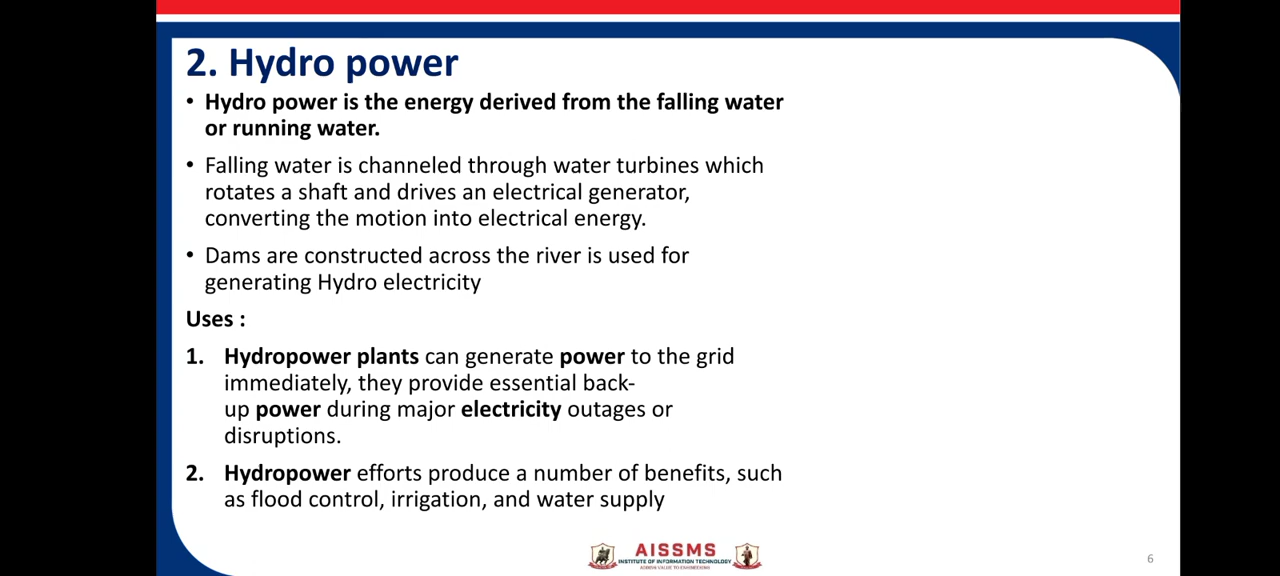 2. Hydro power
• Hydro power is the energy derived from the falling water
or running water.
• Falling water is channeled through water turbines which
rotates a shaft and drives an electrical generator,
converting the motion into electrical energy.
• Dams are constructed across the river is used for
generating Hydro electricity
Uses :
1. Hydropower plants can generate power to the grid
immediately, they provide essential back-
up power during major electricity outages or
disruptions.
2. Hydropower efforts produce a number of benefits, such
as flood control, irrigation, and water supply
AISSMS
INSTITUTE OF INFORMATION TECHNOLOGY
ADDING VALUE TO ENGINEERING
6